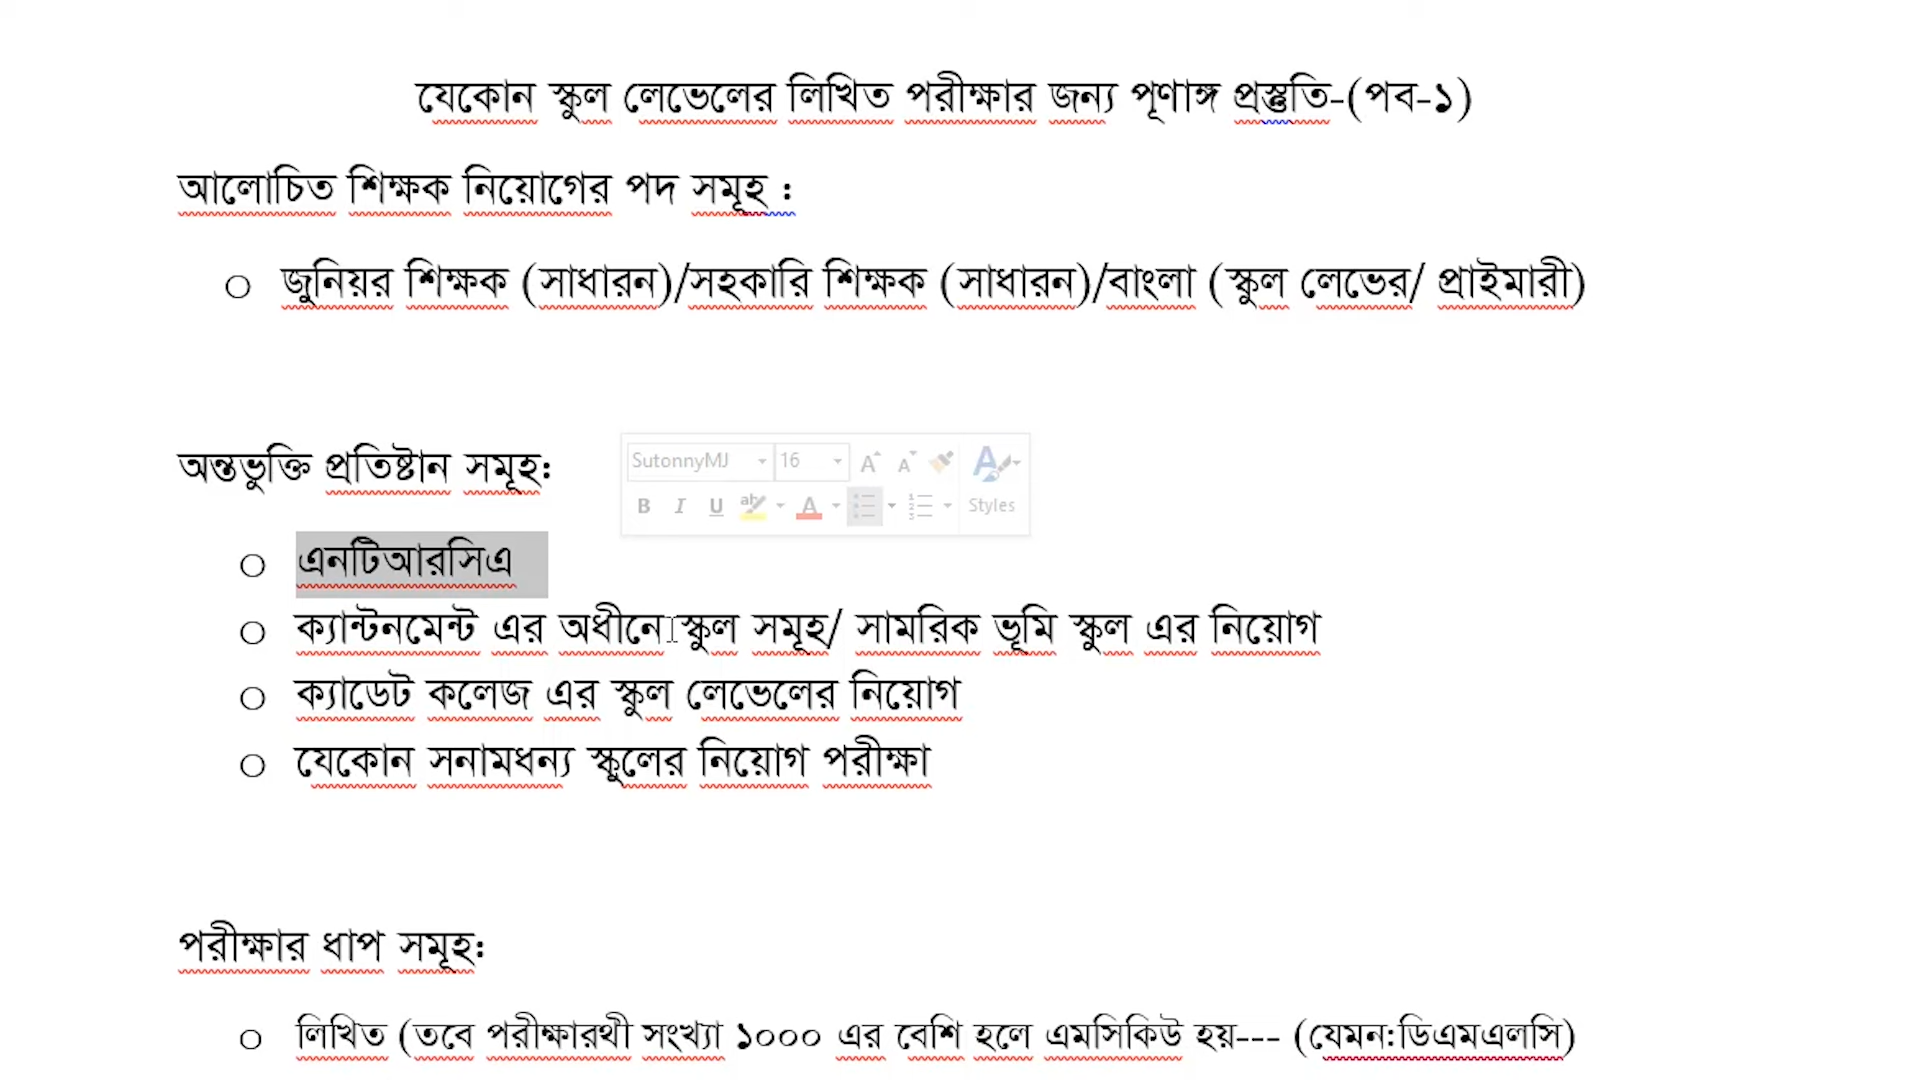 যেকোন স্কুল লেভেলের লিখিত পরীক্ষার জন্য পূণাঙ্গ প্রস্তুতি-(পব-১)
আলোচিত শিক্ষক নিয়োগের পদ সমূহ :
o জুনিয়র শিক্ষক (সাধারন)/সহকারি শিক্ষক (সাধারন)/বাংলা (স্কুল লেভের/ প্রাইমারী)
অন্তভুক্তি প্রতিষ্টান সমূহ:
SutonnyMJ 16
B I U Styles
o এনটিআরসিএ
o ক্যান্টনমেন্ট এর অধীনে স্কুল সমূহ/ সামরিক ভূমি স্কুল এর নিয়োগ
o ক্যাডেট কলেজ এর স্কুল লেভেলের নিয়োগ
o যেকোন সনামধন্য স্কুলের নিয়োগ পরীক্ষা
পরীক্ষার ধাপ সমূহ:
o লিখিত (তবে পরীক্ষারথী সংখ্যা ১০০০ এর বেশি হলে এমসিকিউ হয়--- (যেমন:ডিএমএলসি)